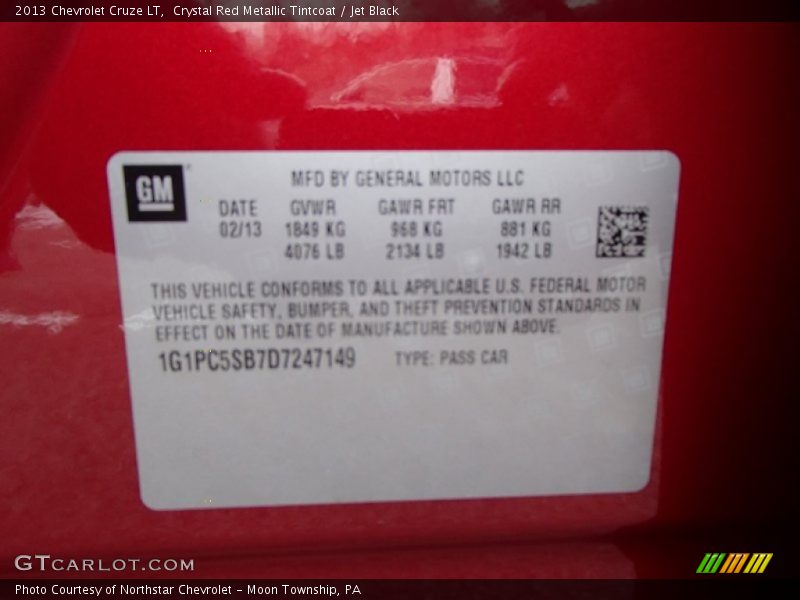 2013 Chevrolet Cruze LT,  Crystal Red Metallic Tintcoat / Jet Black
GM
MFD BY GENERAL MOTORS LLC
DATE GVWR GAWR FRT GAWR RR
02/13 1849 KG 968 KG 881 KG
4076 LB 2134 LB 1942 LB
THIS VEHICLE CONFORMS TO ALL APPLICABLE U.S. FEDERAL MOTOR
VEHICLE SAFETY, BUMPER, AND THEFT PREVENTION STANDARDS IN
EFFECT ON THE DATE OF MANUFACTURE SHOWN ABOVE.
1G1PC5SB7D7247149 TYPE: PASS CAR
GTCARLOT.COM
Photo Courtesy of Northstar Chevrolet - Moon Township, PA